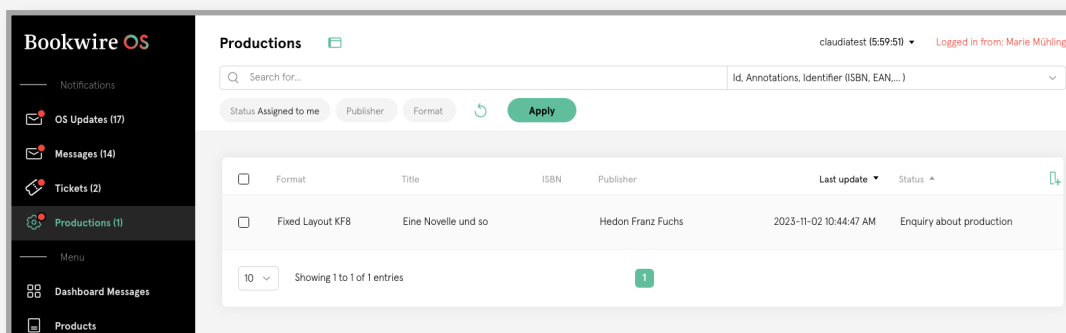 Bookwire OS
Notifications
OS Updates (17)
Messages (14)
Tickets (2)
Productions (1)
Menu
Dashboard Messages
Products
Productions
claudiatest (5:59:51)
Logged in from: Marie Mühling
Search for...
Id, Annotations, Identifier (ISBN, EAN,... )
Status Assigned to me
Publisher
Format
Apply
Format Title ISBN Publisher Last update Status
Fixed Layout KF8 Eine Novelle und so Hedon Franz Fuchs 2023-11-02 10:44:47 AM Enquiry about production
10 Showing 1 to 1 of 1 entries 1